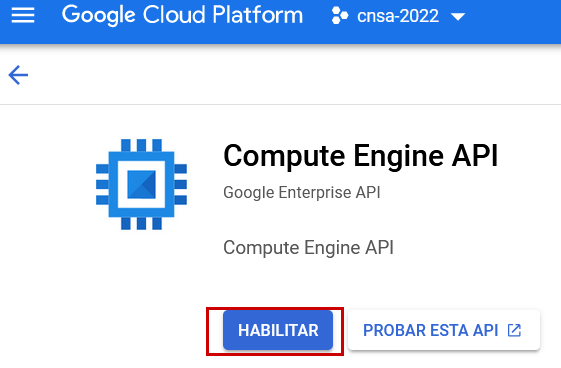 Google Cloud Platform cnsa-2022
Compute Engine API
Google Enterprise API
Compute Engine API
HABILITAR PROBAR ESTA API